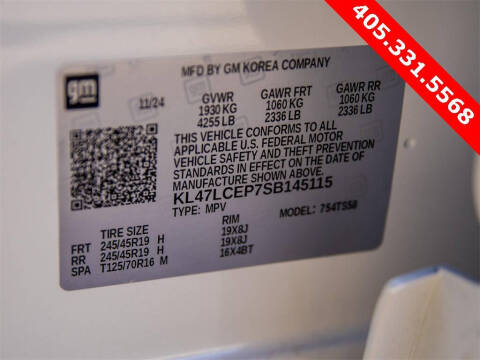 405.331.5568
MFD BY GM KOREA COMPANY
gm
11/24 GVWR GAWR FRT GAWR RR
1930 KG 1060 KG 1060 KG
4255 LB 2336 LB 2336 LB
THIS VEHICLE CONFORMS TO ALL
APPLICABLE U.S. FEDERAL MOTOR
VEHICLE SAFETY AND THEFT PREVENTION
STANDARDS IN EFFECT ON THE DATE OF
MANUFACTURE SHOWN ABOVE.
KL47LCEP7SB145115
TYPE: MPV MODEL: 754TS58
TIRE SIZE RIM
FRT 245/45R19 H 19X8J
RR 245/45R19 H 19X8J
SPA T125/70R16 M 16X4BT